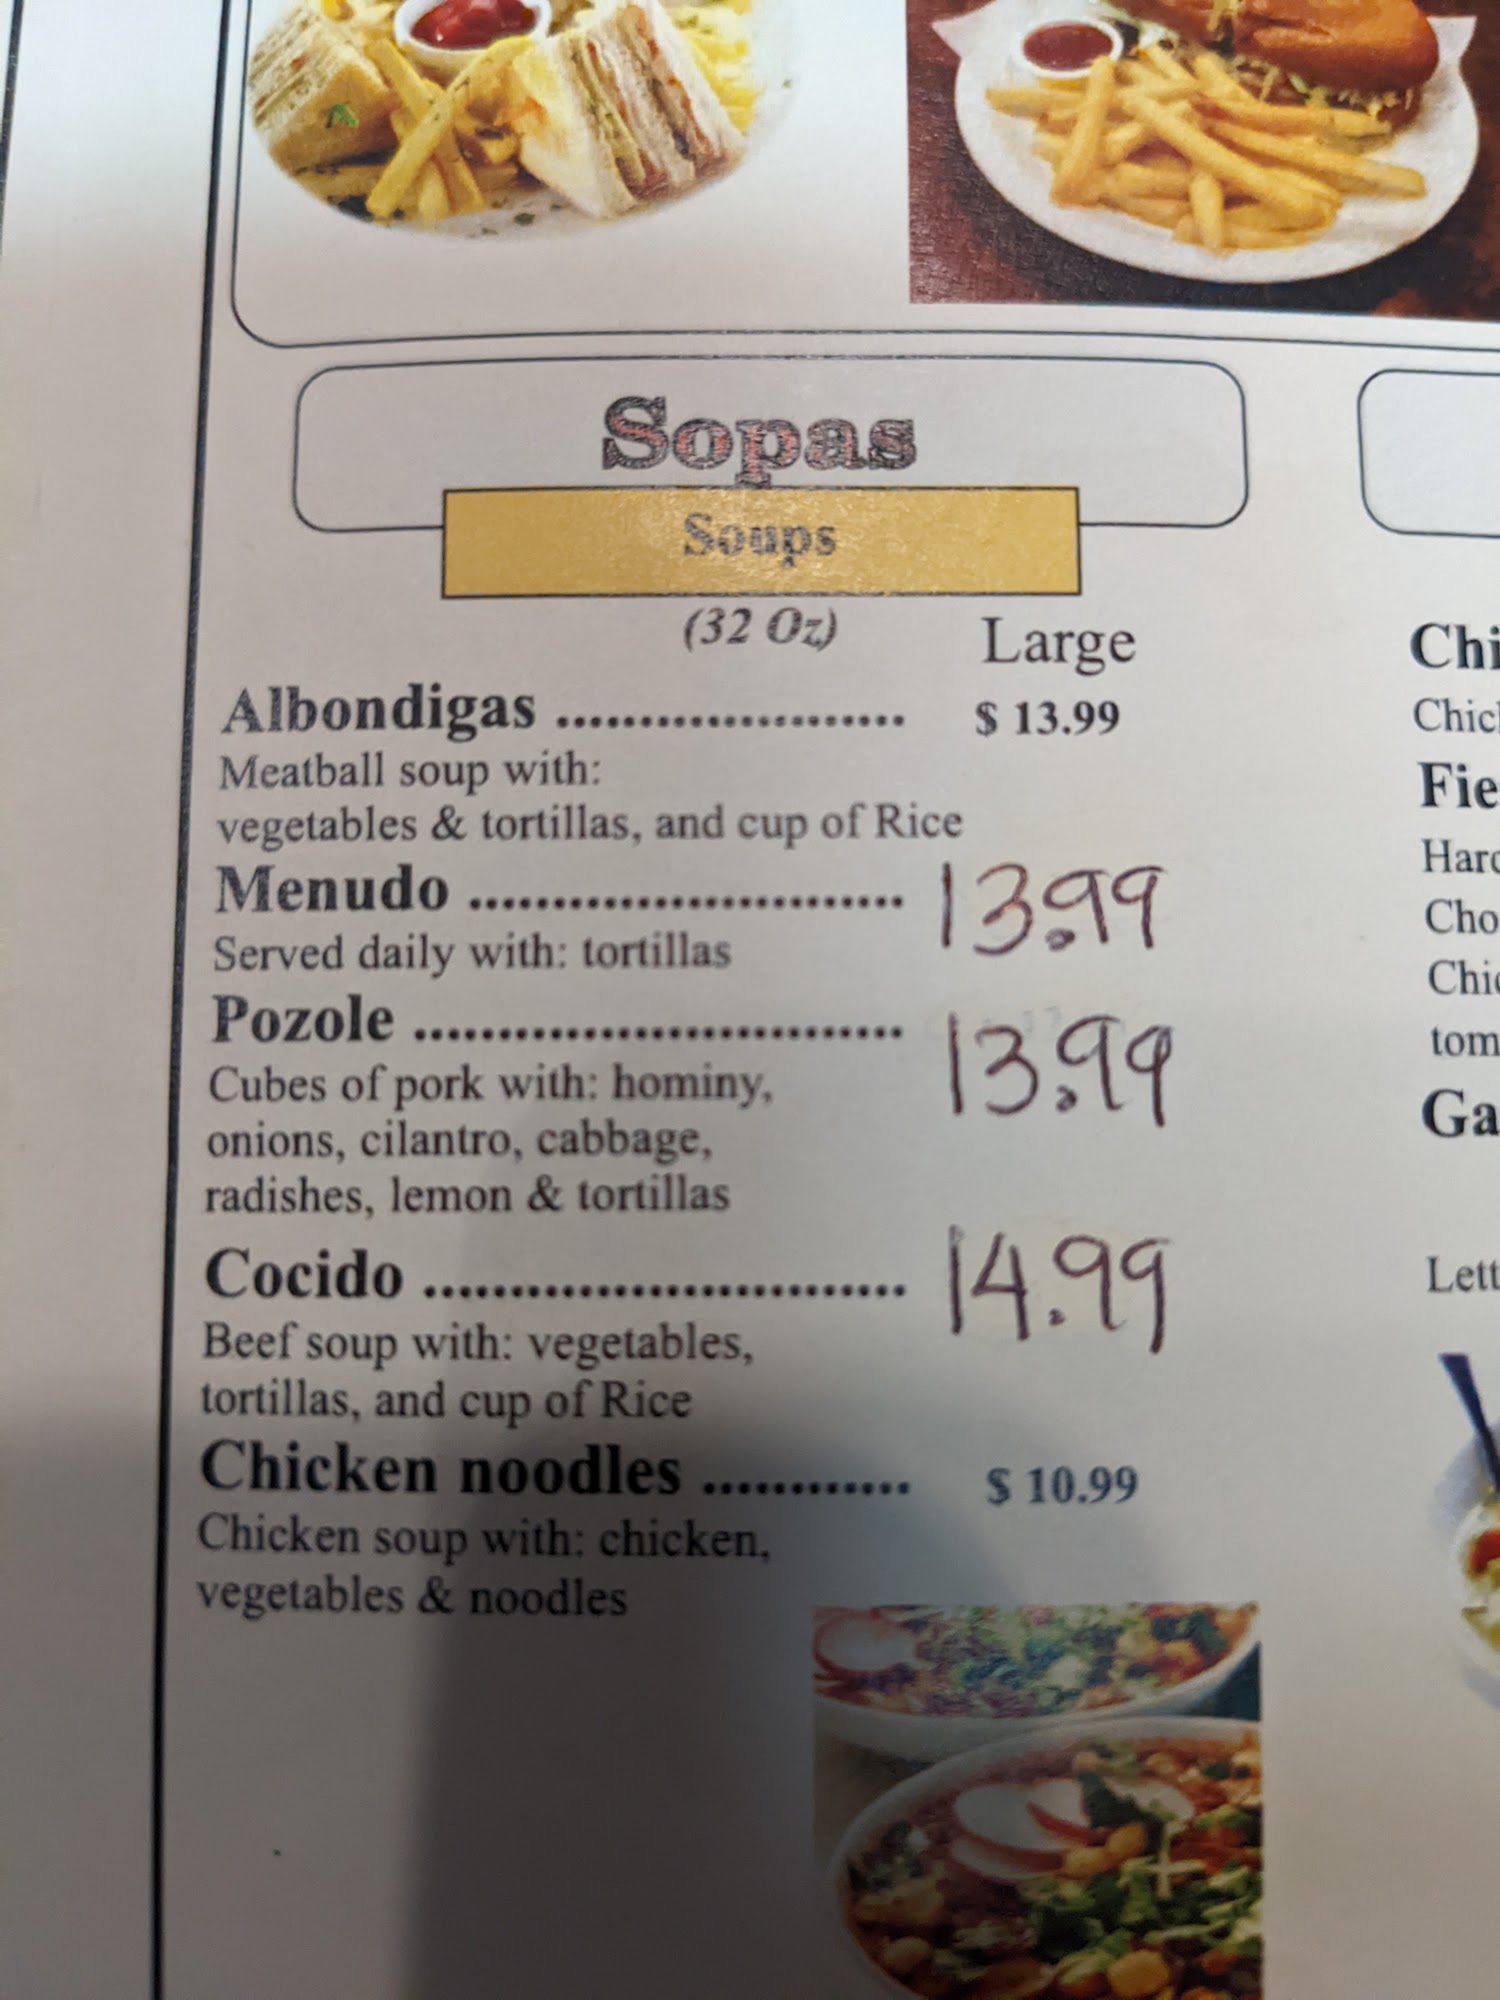 Sopas
Soups
(32 Oz) Large
Albondigas ..................... $ 13.99
Meatball soup with:
vegetables & tortillas, and cup of Rice
Menudo .......................... 13.99
Served daily with: tortillas
Pozole ............................. 13.99
Cubes of pork with: hominy,
onions, cilantro, cabbage,
radishes, lemon & tortillas
Cocido ............................. 14.99
Beef soup with: vegetables,
tortillas, and cup of Rice
Chicken noodles ............ $ 10.99
Chicken soup with: chicken,
vegetables & noodles